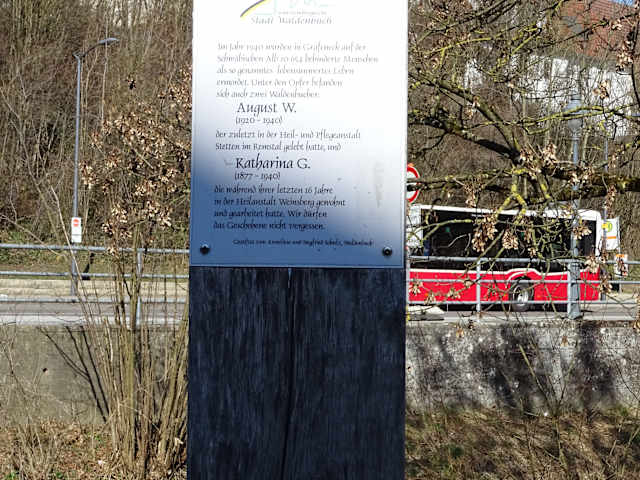 Stadt Waldenbuch
Im Jahr 1940 wurden in Grafeneck auf der
Schwäbischen Alb 10.654 behinderte Menschen
als so genanntes „lebensunwertes“ Leben
ermordet. Unter den Opfer befanden
sich auch zwei Waldenbucher:
August W.
(1920 - 1940)
der zuletzt in der Heil- und Pflegeanstalt
Stetten im Remstal gelebt hatte, und
Katharina G.
(1877 - 1940)
die während ihrer letzten 16 Jahre
in der Heilanstalt Weinsberg gewohnt
und gearbeitet hatte. Wir dürfen
das Geschehene nicht vergessen.
Gestiftet von Annelise und Siegfried Schulz, Waldenbuch